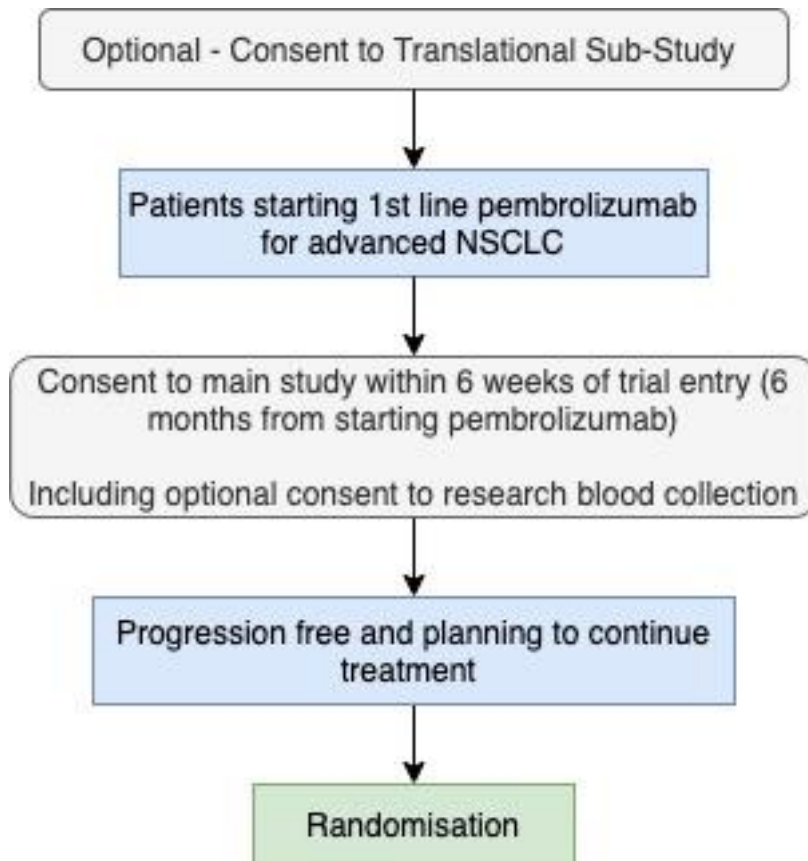 Optional - Consent to Translational Sub-Study
Patients starting 1st line pembrolizumab
for advanced NSCLC
Consent to main study within 6 weeks of trial entry (6
months from starting pembrolizumab)
Including optional consent to research blood collection
Progression free and planning to continue
treatment
Randomisation